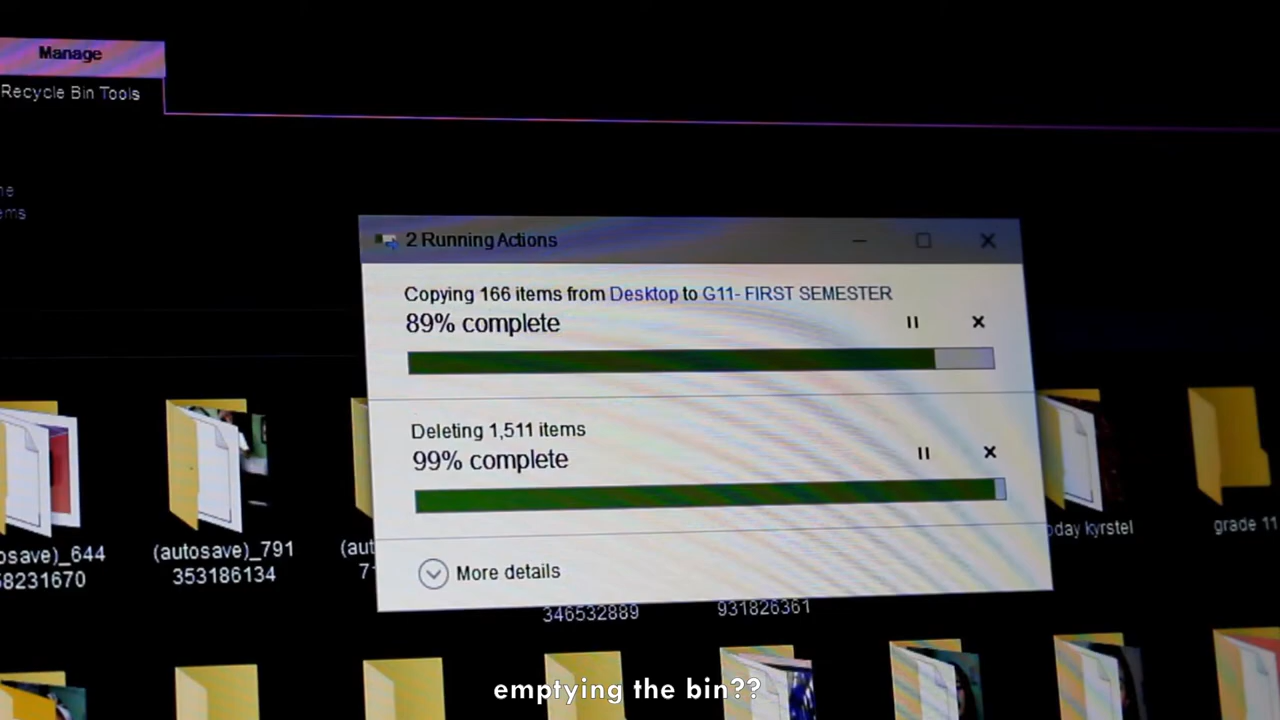 Manage
Recycle Bin Tools
ems
2 Running Actions
Copying 166 items from Desktop to G11- FIRST SEMESTER
89% complete
Deleting 1,511 items
99% complete
More details
(autosave)_791
353186134
58231670
346532889
931826361
oday kyrstel
grade 11
emptying the bin??